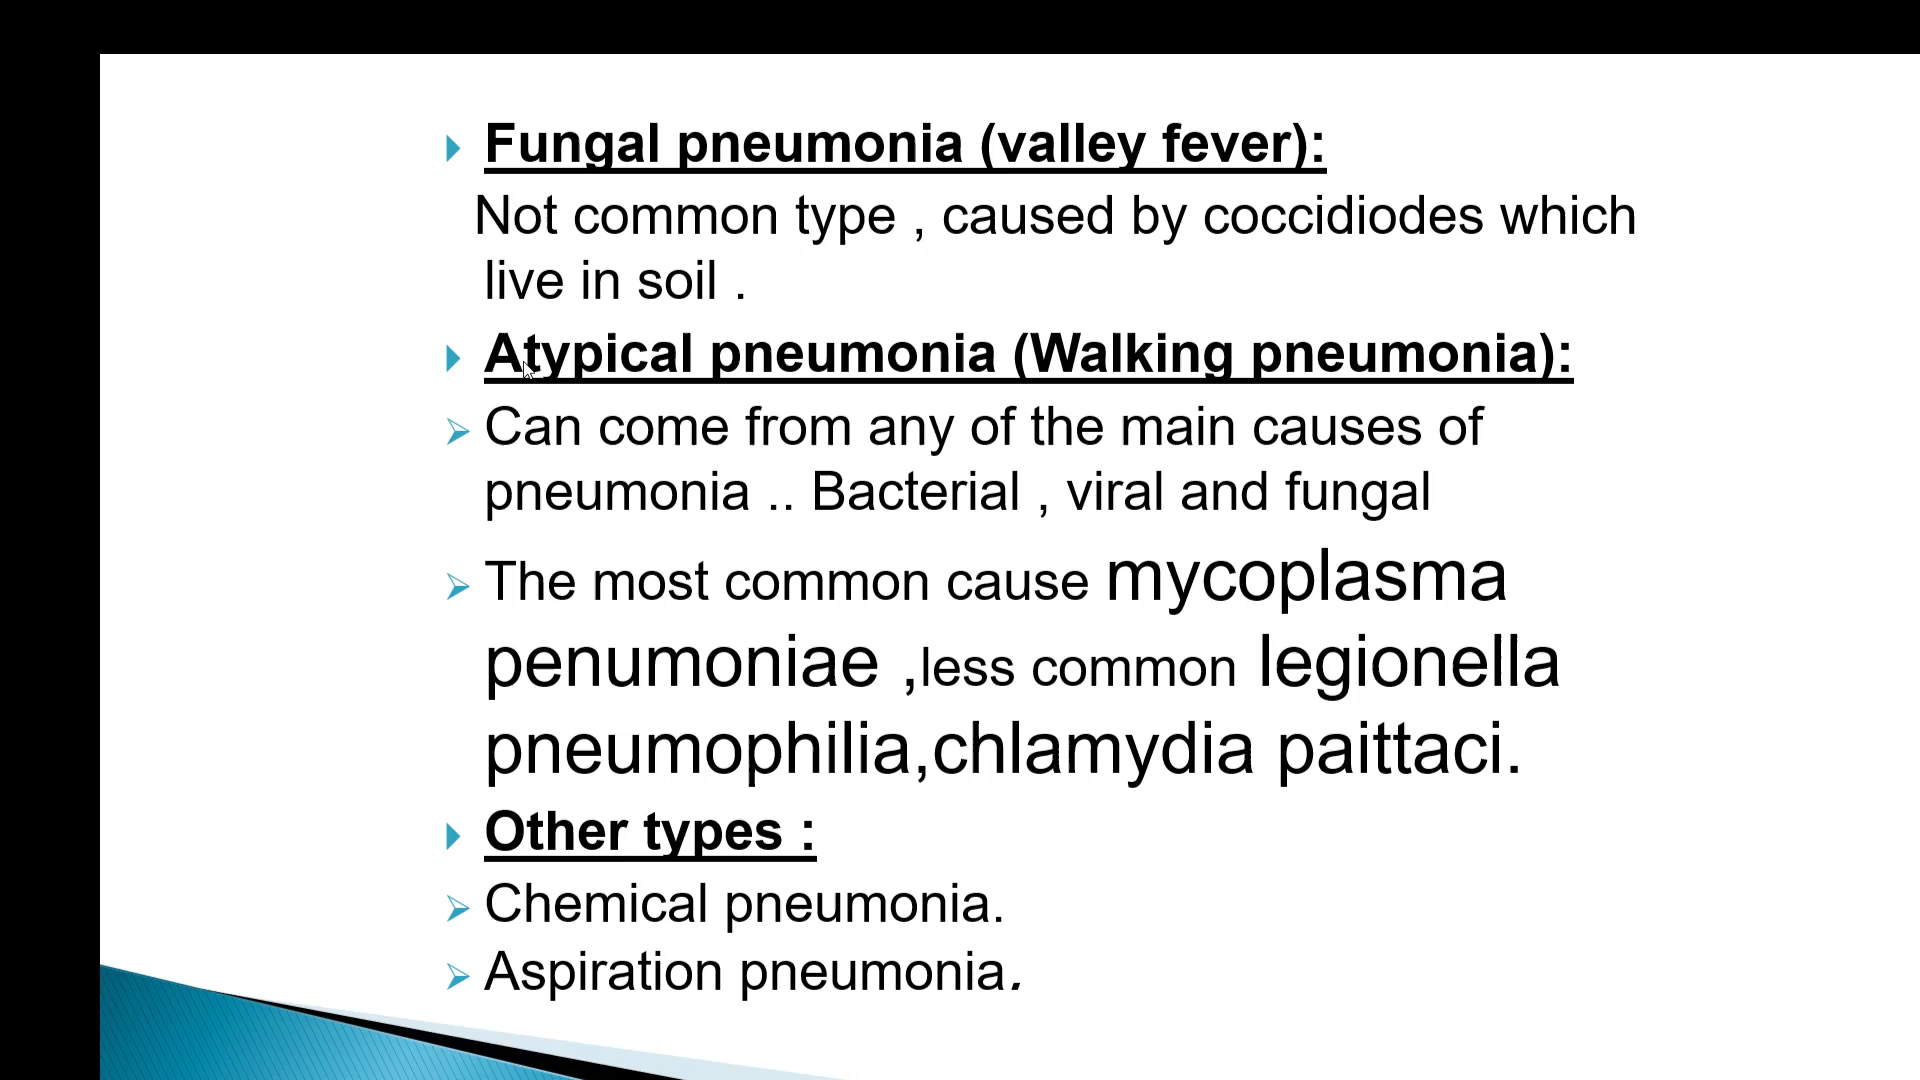 Fungal pneumonia (valley fever):
Not common type , caused by coccidiodes which
live in soil .
Atypical pneumonia (Walking pneumonia):
Can come from any of the main causes of
pneumonia .. Bacterial , viral and fungal
The most common cause mycoplasma
penumoniae ,less common legionella
pneumophilia,chlamydia paittaci.
Other types :
Chemical pneumonia.
Aspiration pneumonia.